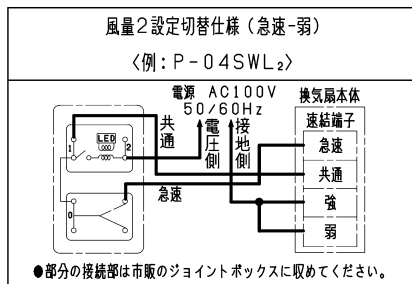 風量2設定切替仕様（急速-弱）
〈例：P-04SWL₂〉
電源 AC100V
50/60Hz
換気扇本体
速結端子
急速
共通
強
弱
共通
電圧側
接地側
急速
LED
1
2
0
●部分の接続部は市販のジョイントボックスに収めてください。